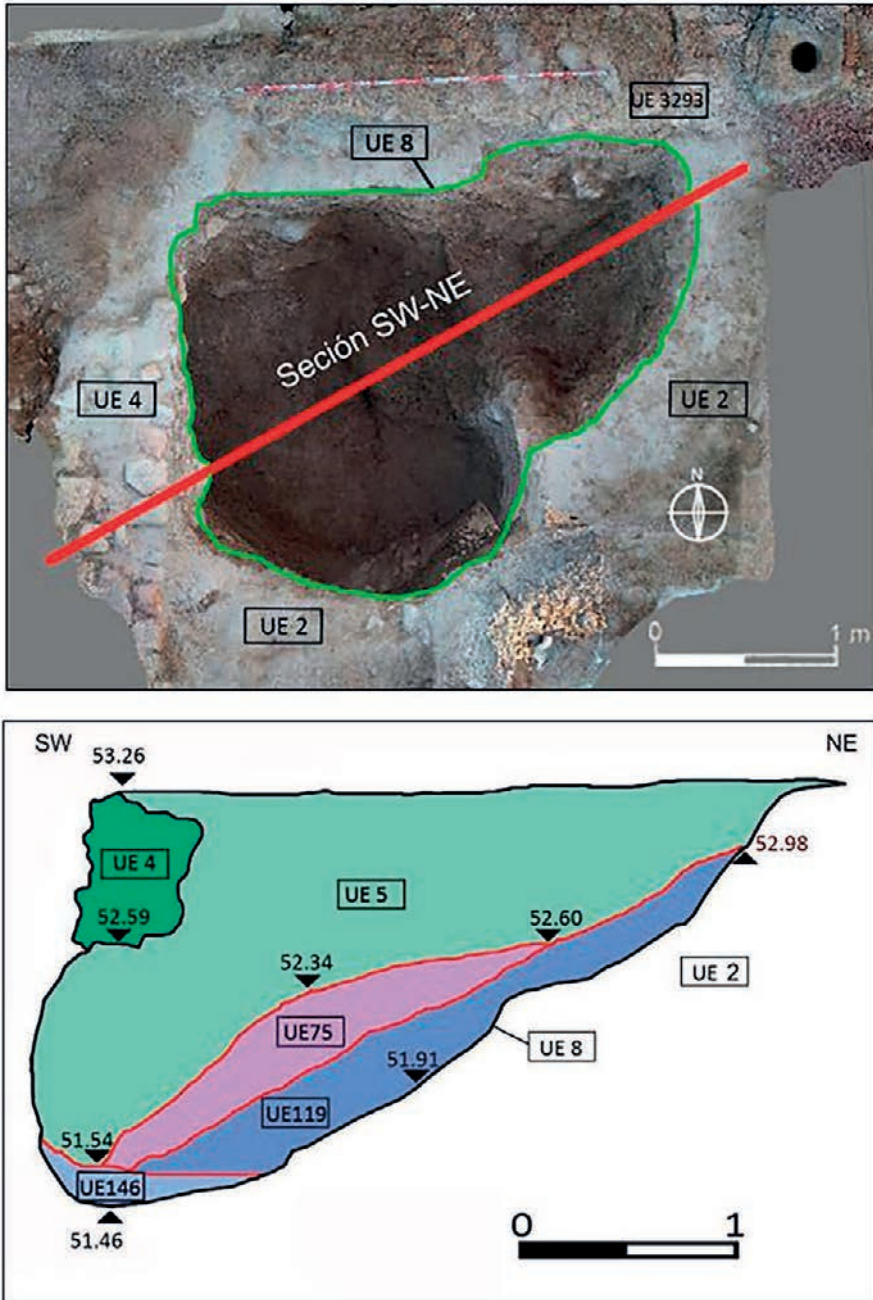 UE 3293
UE 8
Seción SW-NE
UE 4
UE 2
N
UE 2
0 1 m
SW
NE
53.26
UE 4
52.98
UE 5
52.59
52.60
52.34
UE 2
UE75
UE 8
51.91
UE119
51.54
UE146
0 1
51.46